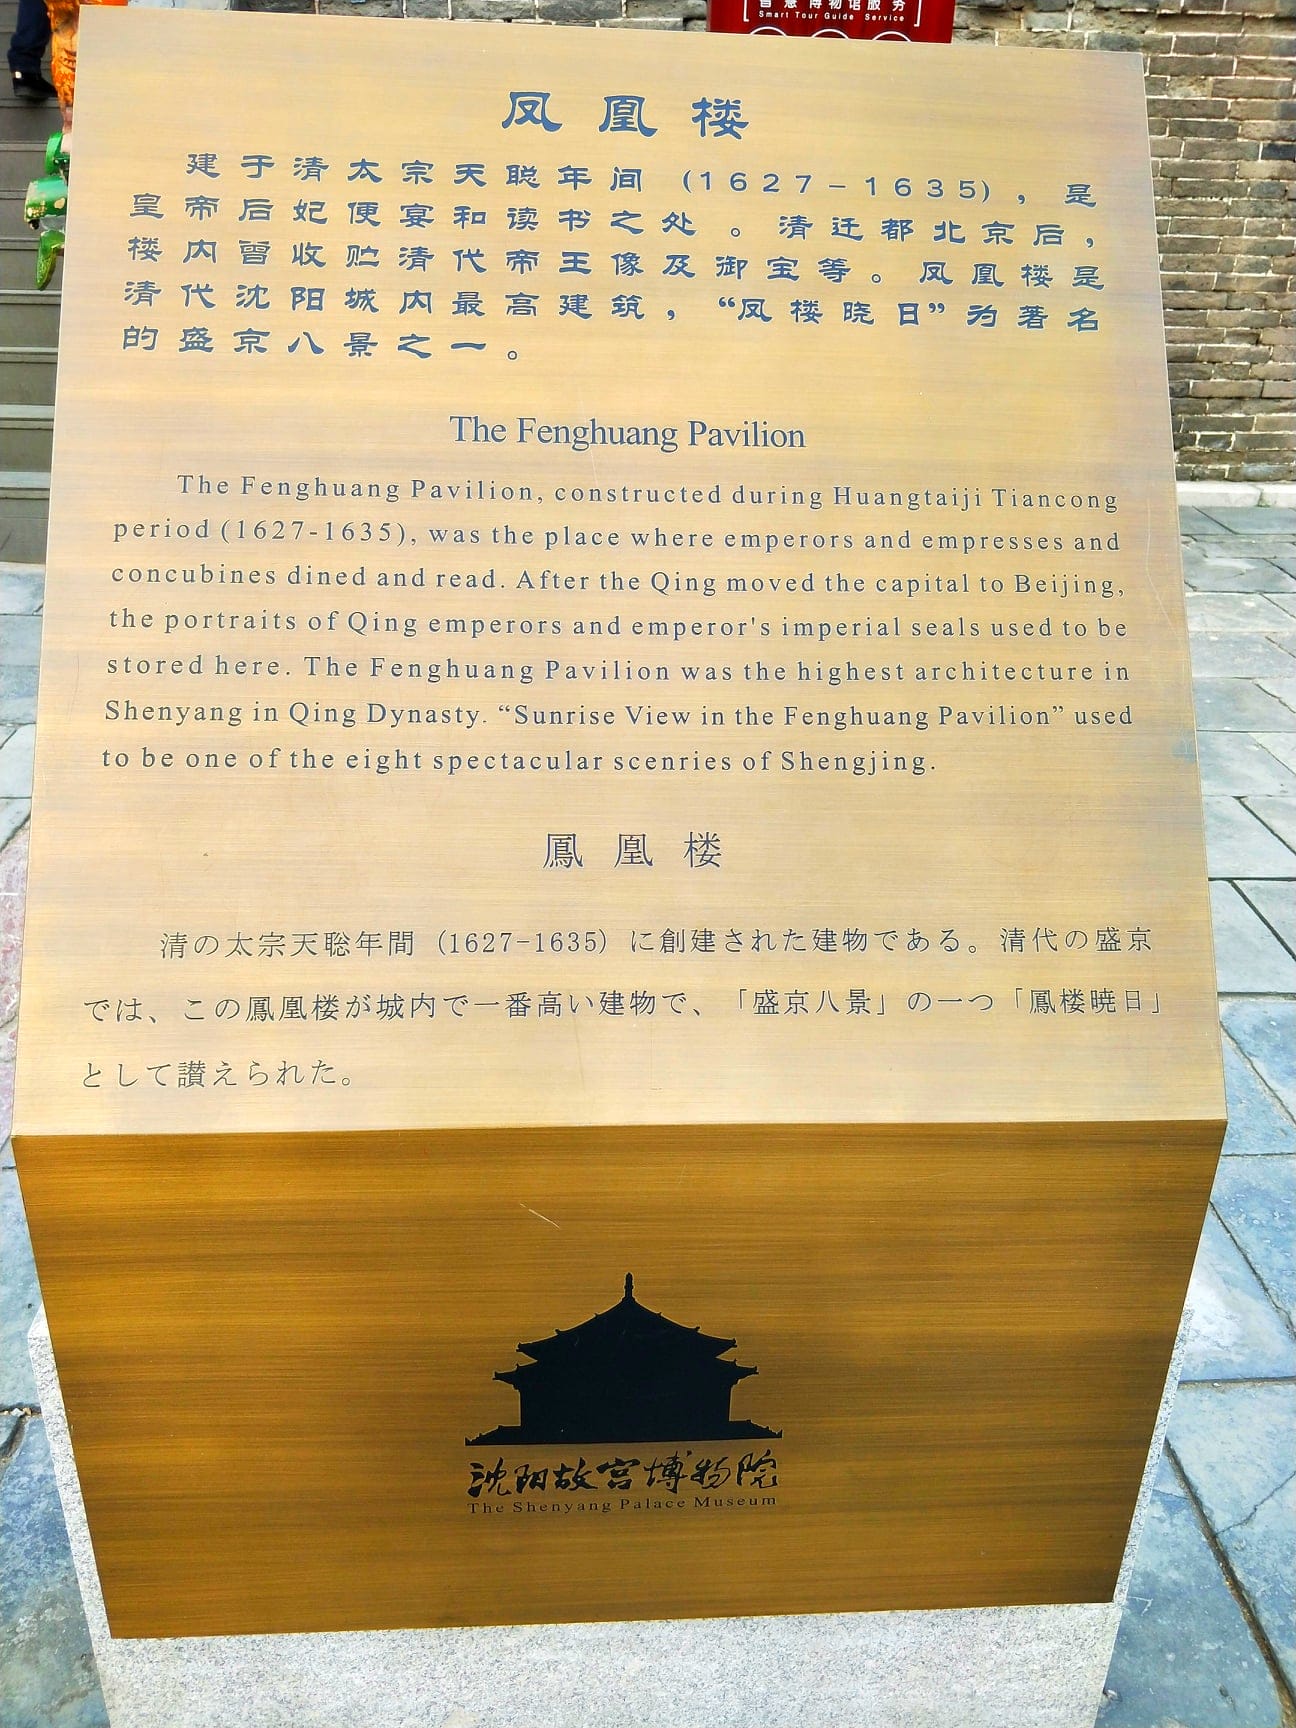 智慧博物馆服务
Smart Tour Guide Service
凤凰楼
建于清太宗天聪年间（1627-1635），是
皇帝后妃便宴和读书之处。清迁都北京后，
楼内曾收贮清代帝王像及御宝等。凤凰楼是
清代沈阳城内最高建筑，“凤楼晓日”为著名
的盛京八景之一。
The Fenghuang Pavilion
The Fenghuang Pavilion, constructed during Huangtaiji Tiancong
period (1627-1635), was the place where emperors and empresses and
concubines dined and read. After the Qing moved the capital to Beijing,
the portraits of Qing emperors and emperor's imperial seals used to be
stored here. The Fenghuang Pavilion was the highest architecture in
Shenyang in Qing Dynasty. “Sunrise View in the Fenghuang Pavilion” used
to be one of the eight spectacular scenries of Shengjing.
鳳凰楼
清の太宗天聡年間 (1627-1635) に創建された建物である。清代の盛京
では、この鳳凰楼が城内で一番高い建物で、「盛京八景」の一つ「鳳楼暁日」
として讃えられた。
沈阳故宫博物院
The Shenyang Palace Museum